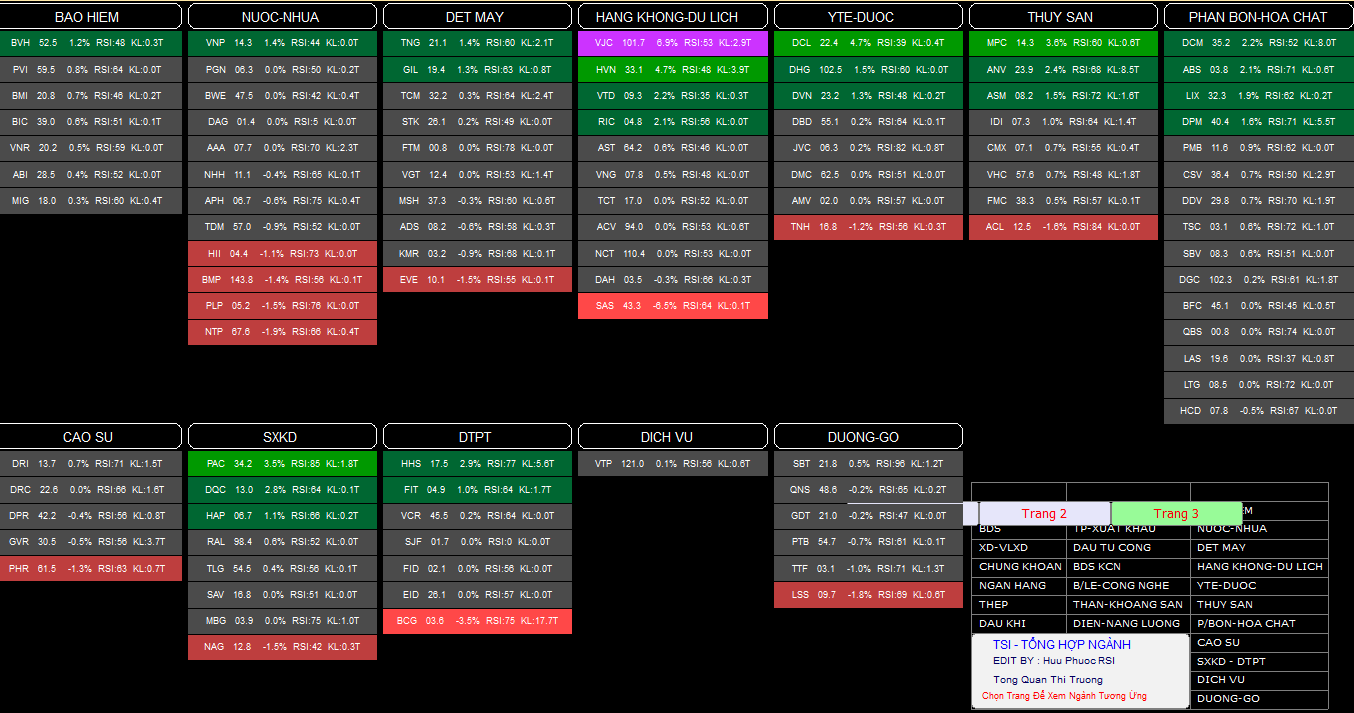 BAO HIEM
BVH 52.5 1.2% RSI:48 KL:0.3T
PVI 59.5 0.8% RSI:64 KL:0.0T
BMI 20.8 0.7% RSI:46 KL:0.2T
BIC 39.0 0.6% RSI:51 KL:0.1T
VNR 20.2 0.5% RSI:59 KL:0.0T
ABI 28.5 0.4% RSI:52 KL:0.0T
MIG 18.0 0.3% RSI:60 KL:0.4T
NUOC-NHUA
VNP 14.3 1.4% RSI:44 KL:0.0T
PGN 06.3 0.0% RSI:50 KL:0.2T
BWE 47.5 0.0% RSI:42 KL:0.4T
DAG 01.4 0.0% RSI:5 KL:0.0T
AAA 07.7 0.0% RSI:70 KL:2.3T
NHH 11.1 -0.4% RSI:65 KL:0.1T
APH 06.7 -0.6% RSI:75 KL:0.4T
TDM 57.0 -0.9% RSI:52 KL:0.0T
HII 04.4 -1.1% RSI:73 KL:0.0T
BMP 143.8 -1.4% RSI:56 KL:0.1T
PLP 05.2 -1.5% RSI:76 KL:0.0T
NTP 67.6 -1.9% RSI:66 KL:0.4T
DET MAY
TNG 21.1 1.4% RSI:60 KL:2.1T
GIL 19.4 1.3% RSI:63 KL:0.8T
TCM 32.2 0.3% RSI:64 KL:2.4T
STK 26.1 0.2% RSI:49 KL:0.0T
FTM 00.8 0.0% RSI:78 KL:0.0T
VGT 12.4 0.0% RSI:53 KL:1.4T
MSH 37.3 -0.3% RSI:60 KL:0.6T
ADS 08.2 -0.6% RSI:58 KL:0.3T
KMR 03.2 -0.9% RSI:68 KL:0.1T
EVE 10.1 -1.5% RSI:55 KL:0.1T
HANG KHONG-DU LICH
VJC 101.7 6.9% RSI:53 KL:2.9T
HVN 33.1 4.7% RSI:48 KL:3.9T
VTD 09.3 2.2% RSI:35 KL:0.3T
RIC 04.8 2.1% RSI:56 KL:0.0T
AST 64.2 0.6% RSI:46 KL:0.0T
VNG 07.8 0.5% RSI:48 KL:0.0T
TCT 17.0 0.0% RSI:52 KL:0.0T
ACV 94.0 0.0% RSI:53 KL:0.6T
NCT 110.4 0.0% RSI:53 KL:0.0T
DAH 03.5 -0.3% RSI:66 KL:0.3T
SAS 43.3 -6.5% RSI:64 KL:0.1T
YTE-DUOC
DCL 22.4 4.7% RSI:39 KL:0.4T
DHG 102.5 1.5% RSI:60 KL:0.0T
DVN 23.2 1.3% RSI:48 KL:0.2T
DBD 55.1 0.2% RSI:64 KL:0.1T
JVC 06.3 0.2% RSI:82 KL:0.8T
DMC 62.5 0.0% RSI:51 KL:0.0T
AMV 02.0 0.0% RSI:57 KL:0.0T
TNH 16.8 -1.2% RSI:56 KL:0.3T
THUY SAN
MPC 14.3 3.6% RSI:60 KL:0.6T
ANV 23.9 2.4% RSI:68 KL:8.5T
ASM 08.2 1.5% RSI:72 KL:1.6T
IDI 07.3 1.0% RSI:64 KL:1.4T
CMX 07.1 0.7% RSI:55 KL:0.4T
VHC 57.6 0.7% RSI:48 KL:1.8T
FMC 38.3 0.5% RSI:57 KL:0.1T
ACL 12.5 -1.6% RSI:84 KL:0.0T
PHAN BON-HOA CHAT
DCM 35.2 2.2% RSI:52 KL:8.0T
ABS 03.8 2.1% RSI:71 KL:0.6T
LIX 32.3 1.9% RSI:62 KL:0.2T
DPM 40.4 1.6% RSI:71 KL:5.5T
PMB 11.6 0.9% RSI:62 KL:0.0T
CSV 36.4 0.7% RSI:50 KL:2.9T
DDV 29.8 0.7% RSI:70 KL:1.9T
TSC 03.1 0.6% RSI:72 KL:1.0T
SBV 08.3 0.6% RSI:51 KL:0.0T
DGC 102.3 0.2% RSI:61 KL:1.8T
BFC 45.1 0.0% RSI:45 KL:0.5T
QBS 00.8 0.0% RSI:74 KL:0.0T
LAS 19.6 0.0% RSI:37 KL:0.8T
LTG 08.5 0.0% RSI:72 KL:0.0T
HCD 07.8 -0.5% RSI:67 KL:0.0T
CAO SU
DRI 13.7 0.7% RSI:71 KL:1.5T
DRC 22.6 0.0% RSI:66 KL:1.6T
DPR 42.2 -0.4% RSI:56 KL:0.8T
GVR 30.5 -0.5% RSI:56 KL:3.7T
PHR 61.5 -1.3% RSI:63 KL:0.7T
SXKD
PAC 34.2 3.5% RSI:85 KL:1.8T
DQC 13.0 2.8% RSI:64 KL:0.1T
HAP 06.7 1.1% RSI:66 KL:0.2T
RAL 98.4 0.6% RSI:52 KL:0.0T
TLG 54.5 0.4% RSI:56 KL:0.1T
SAV 16.8 0.0% RSI:51 KL:0.0T
MBG 03.9 0.0% RSI:75 KL:1.0T
NAG 12.8 -1.5% RSI:42 KL:0.3T
DTPT
HHS 17.5 2.9% RSI:77 KL:5.6T
FIT 04.9 1.0% RSI:64 KL:1.7T
VCR 45.5 0.2% RSI:64 KL:0.0T
SJF 01.7 0.0% RSI:0 KL:0.0T
FID 02.1 0.0% RSI:56 KL:0.0T
EID 26.1 0.0% RSI:57 KL:0.0T
BCG 03.6 -3.5% RSI:75 KL:17.7T
DICH VU
VTP 121.0 0.1% RSI:56 KL:0.6T
DUONG-GO
SBT 21.8 0.5% RSI:96 KL:1.2T
QNS 48.6 -0.2% RSI:65 KL:0.2T
GDT 21.0 -0.2% RSI:47 KL:0.0T
PTB 54.7 -0.7% RSI:61 KL:0.1T
TTF 03.1 -1.0% RSI:71 KL:1.3T
LSS 09.7 -1.8% RSI:69 KL:0.6T
Trang 2 Trang 3 EM
BDS TP-XUAT KHAU NUOC-NHUA
XD-VLXD DAU TU CONG DET MAY
CHUNG KHOAN BDS KCN HANG KHONG-DU LICH
NGAN HANG B/LE-CONG NGHE YTE-DUOC
THEP THAN-KHOANG SAN THUY SAN
DAU KHI DIEN-NANG LUONG P/BON-HOA CHAT
CAO SU
SXKD - DTPT
DICH VU
DUONG-GO
TSI - TỔNG HỢP NGÀNH
EDIT BY : Huu Phuoc RSI
Tong Quan Thi Truong
Chọn Trang Để Xem Ngành Tương Ứng